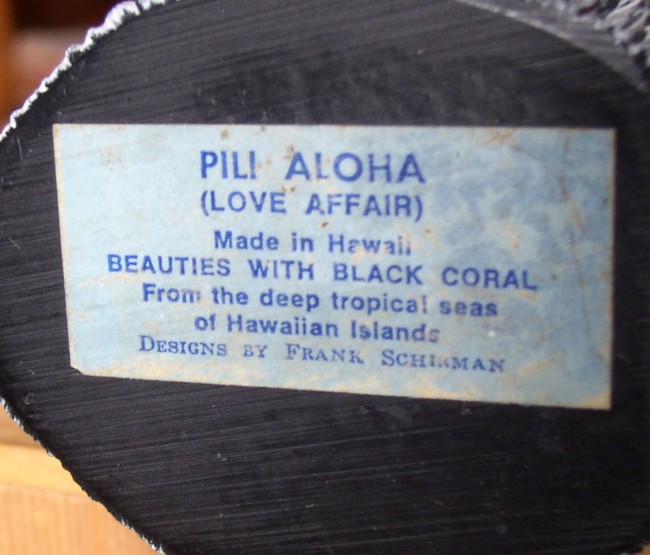 PILI ALOHA
(LOVE AFFAIR)
Made in Hawaii
BEAUTIES WITH BLACK CORAL
From the deep tropical seas
of Hawaiian Islands
DESIGNS BY FRANK SCHIRMAN